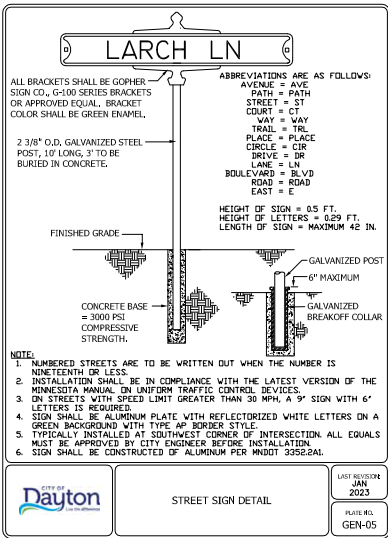 LARCH LN
ALL BRACKETS SHALL BE GOPHER
SIGN CO., G-100 SERIES BRACKETS
OR APPROVED EQUAL. BRACKET
COLOR SHALL BE GREEN ENAMEL.
2 3/8" O.D. GALVANIZED STEEL
POST, 10' LONG, 3' TO BE
BURIED IN CONCRETE.
ABBREVIATIONS ARE AS FOLLOWS:
AVENUE = AVE
PATH = PATH
STREET = ST
COURT = CT
WAY = WAY
TRAIL = TRL
PLACE = PLACE
CIRCLE = CIR
DRIVE = DR
LANE = LN
BOULEVARD = BLVD
ROAD = ROAD
EAST = E
HEIGHT OF SIGN = 0.5 FT.
HEIGHT OF LETTERS = 0.29 FT.
LENGTH OF SIGN = MAXIMUM 42 IN.
FINISHED GRADE
GALVANIZED POST
6" MAXIMUM
GALVANIZED
BREAKOFF COLLAR
CONCRETE BASE
= 3000 PSI
COMPRESSIVE
STRENGTH.
NOTE:
1. NUMBERED STREETS ARE TO BE WRITTEN OUT WHEN THE NUMBER IS
NINETEENTH OR LESS.
2. INSTALLATION SHALL BE IN COMPLIANCE WITH THE LATEST VERSION OF THE
MINNESOTA MANUAL ON UNIFORM TRAFFIC CONTROL DEVICES.
3. ON STREETS WITH SPEED LIMIT GREATER THAN 30 MPH, A 9" SIGN WITH 6"
LETTERS IS REQUIRED.
4. SIGN SHALL BE ALUMINUM PLATE WITH REFLECTORIZED WHITE LETTERS ON A
GREEN BACKGROUND WITH TYPE AP BORDER STYLE.
5. TYPICALLY INSTALLED AT SOUTHWEST CORNER OF INTERSECTION. ALL EQUALS
MUST BE APPROVED BY CITY ENGINEER BEFORE INSTALLATION.
6. SIGN SHALL BE CONSTRUCTED OF ALUMINUM PER MNDOT 3352.2A1.
CITY OF
Dayton
Live the difference
STREET SIGN DETAIL
LAST REVISION:
JAN
2023
PLATE NO.
GEN-05